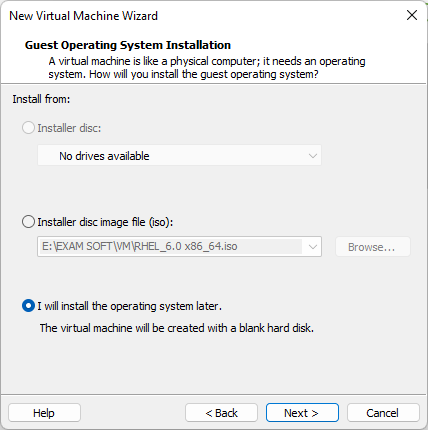 New Virtual Machine Wizard
Guest Operating System Installation
A virtual machine is like a physical computer; it needs an operating
system. How will you install the guest operating system?
Install from:
Installer disc:
No drives available
Installer disc image file (iso):
E:\EXAM SOFT\VM\RHEL_6.0 x86_64.iso
Browse...
I will install the operating system later.
The virtual machine will be created with a blank hard disk.
Help
< Back
Next >
Cancel